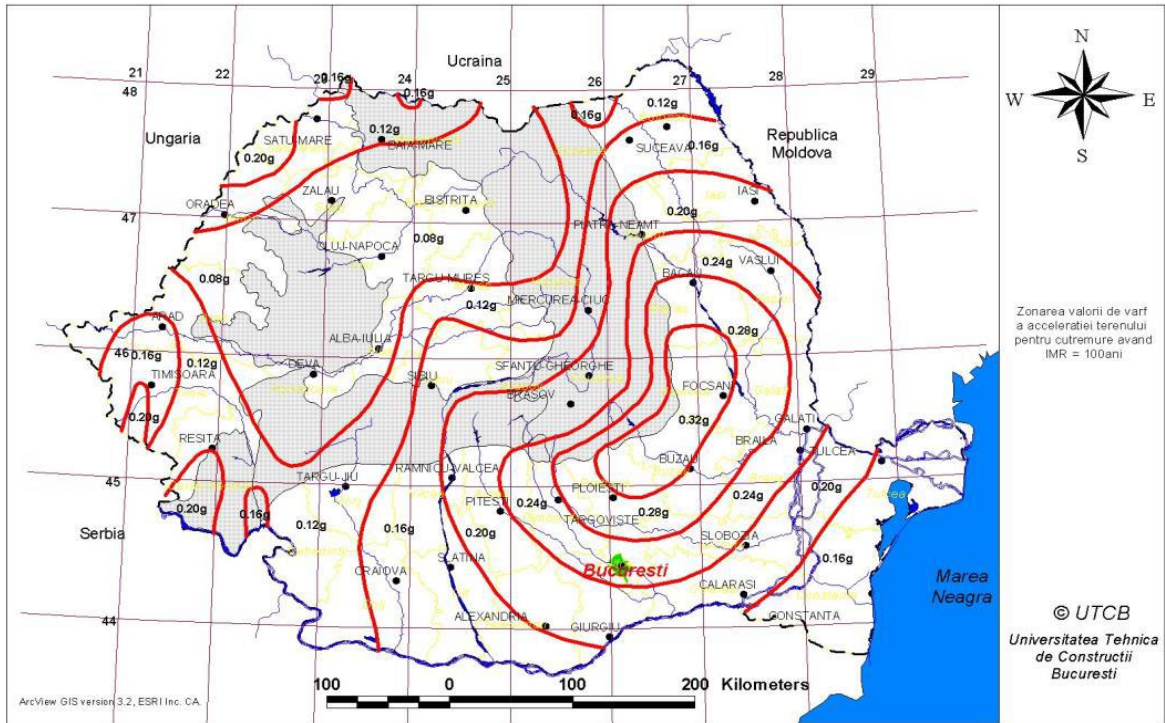 Ucraina
21
22
23
24
25
26
27
28
29
48
0.16g
0.16g
0.16g
0.12g
Ungaria
SATU-MARE
0.12g
BAIA-MARE
SUCEAVA
0.16g
Republica
Moldova
0.20g
ZALAU
BISTRITA
IASI
ORADEA
47
0.20g
PIATRA-NEAMT
0.08g
CLUJ-NAPOCA
0.24g
VASLUI
BACAU
0.08g
TARGU-MURES
0.12g
MIERCUREA-CIUC
ARAD
0.28g
ALBA-IULIA
46
0.16g
0.12g
DEVA
SFANTU-GHEORGHE
TIMISOARA
SIBIU
FOCSANI
BRASOV
0.20g
0.32g
GALATI
RESITA
BRAILA
TULCEA
BUZAU
RAMNICU-VALCEA
45
TARGU-JIU
0.24g
0.20g
PLOIESTI
PITESTI
0.24g
0.20g
0.16g
0.28g
TARGOVISTE
0.12g
0.16g
0.20g
SLOBOZIA
Serbia
0.16g
SLATINA
Bucuresti
CRAIOVA
CALARASI
Marea
Neagra
ALEXANDRIA
CONSTANTA
44
GIURGIU
100
0
100
200
Kilometers
ArcView GIS version 3.2, ESRI Inc. CA.
N
W
E
S
Zonarea valorii de varf
a acceleratiei terenului
pentru cutremure avand
IMR = 100ani
© UTCB
Universitatea Tehnica
de Constructii
Bucuresti